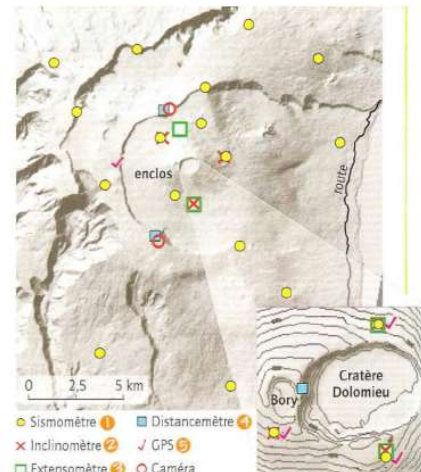 enclos
route
0 2,5 5 km
Bory
Cratère
Dolomieu
Sismomètre 1
Distancemètre 4
Inclinomètre 2
GPS 5
Extensomètre 3
Caméra